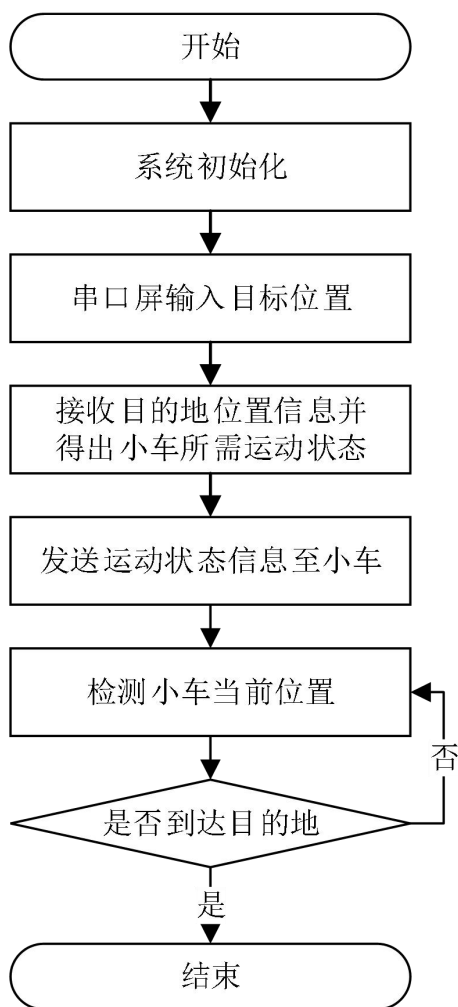 开始
系统初始化
串口屏输入目标位置
接收目的地位置信息并
得出小车所需运动状态
发送运动状态信息至小车
检测小车当前位置
否
是否到达目的地
是
结束